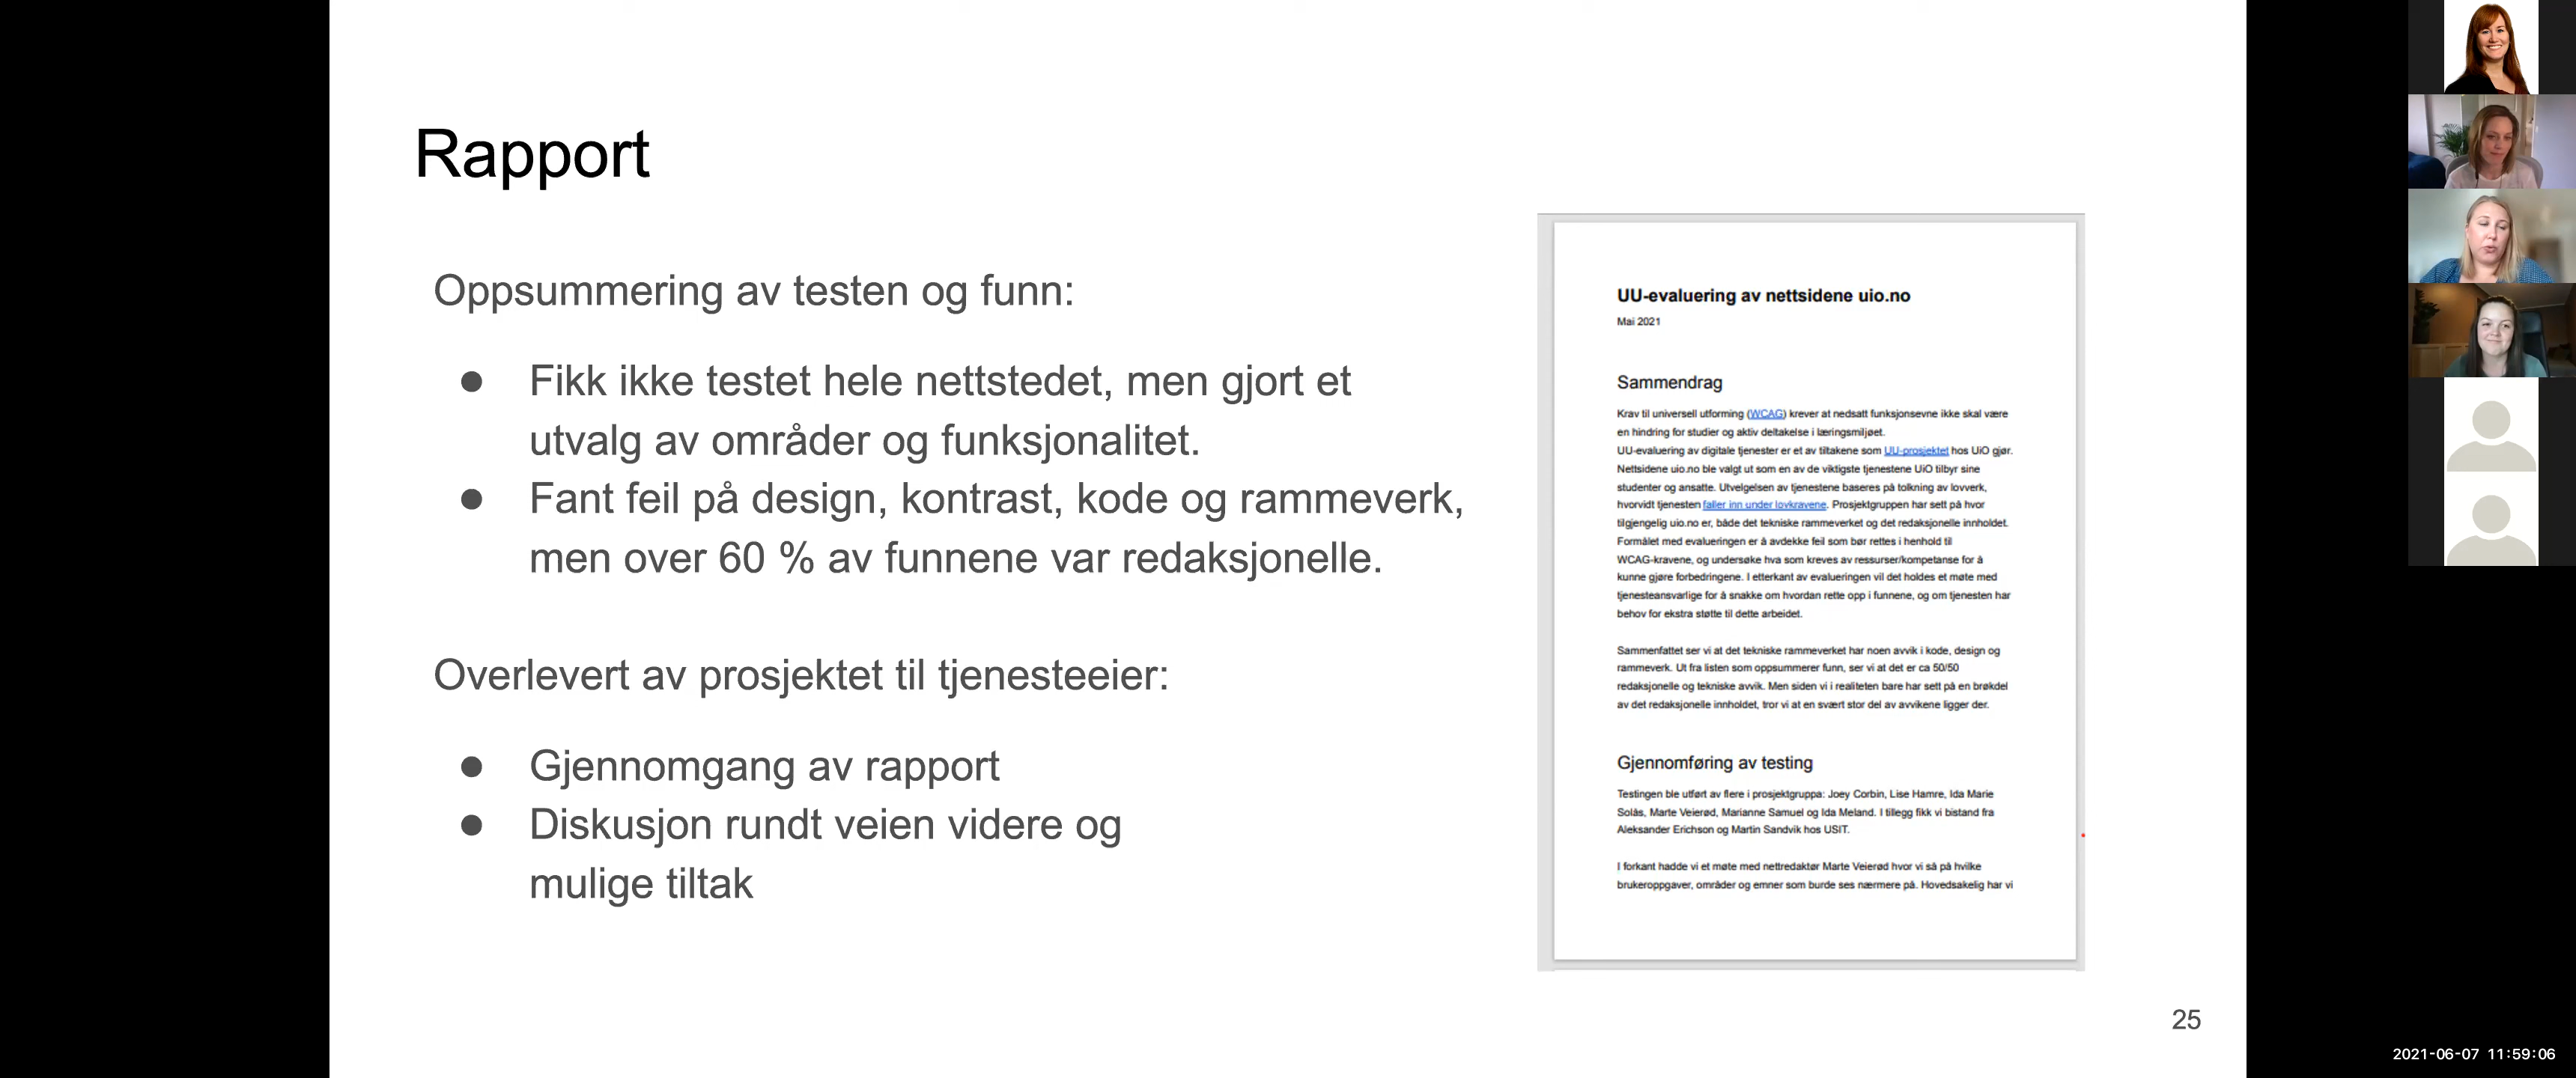 Rapport
Oppsummering av testen og funn:
● Fikk ikke testet hele nettstedet, men gjort et
utvalg av områder og funksjonalitet.
● Fant feil på design, kontrast, kode og rammeverk,
men over 60 % av funnene var redaksjonelle.
Overlevert av prosjektet til tjenesteeier:
● Gjennomgang av rapport
● Diskusjon rundt veien videre og
mulige tiltak
UU-evaluering av nettsidene uio.no
Mai 2021
Sammendrag
Krav til universell utforming (WCAG) krever at nedsatt funksjonsevne ikke skal være
en hindring for studier og aktiv deltakelse i læringsmiljøet.
UU-evaluering av digitale tjenester er et av tiltakene som UU-prosjektet hos UiO gjør.
Nettsidene uio.no ble valgt ut som en av de viktigste tjenestene UiO tilbyr sine
studenter og ansatte. Utvelgelsen av tjenestene baseres på tolkning av lovverk,
hvorvidt tjenesten faller inn under lovkravene. Prosjektgruppen har sett på hvor
tilgjengelig uio.no er, både det tekniske rammeverket og det redaksjonelle innholdet.
Formålet med evalueringen er å avdekke feil som bør rettes i henhold til
WCAG-kravene, og undersøke hva som kreves av ressurser/kompetanse for å
kunne gjøre forbedringene. I etterkant av evalueringen vil det holdes et møte med
tjenesteansvarlige for å snakke om hvordan rette opp i funnene, og om tjenesten har
behov for ekstra støtte til dette arbeidet.
Sammenfattet ser vi at det tekniske rammeverket har noen avvik i kode, design og
rammeverk. Ut fra listen som oppsummerer funn, ser vi at det er ca 50/50
redaksjonelle og tekniske avvik. Men siden vi i realiteten bare har sett på en brøkdel
av det redaksjonelle innholdet, tror vi at en svært stor del av avvikene ligger der.
Gjennomføring av testing
Testingen ble utført av flere i prosjektgruppa: Joey Corbin, Lise Hamre, Ida Marie
Solås, Marte Veierød, Marianne Samuel og Ida Meland. I tillegg fikk vi bistand fra
Aleksander Erichson og Martin Sandvik hos USIT.
I forkant hadde vi et møte med nettredaktør Marte Veierød hvor vi så på hvilke
brukeroppgaver, områder og emner som burde ses nærmere på. Hovedsakelig har vi
25
2021-06-07 11:59:06